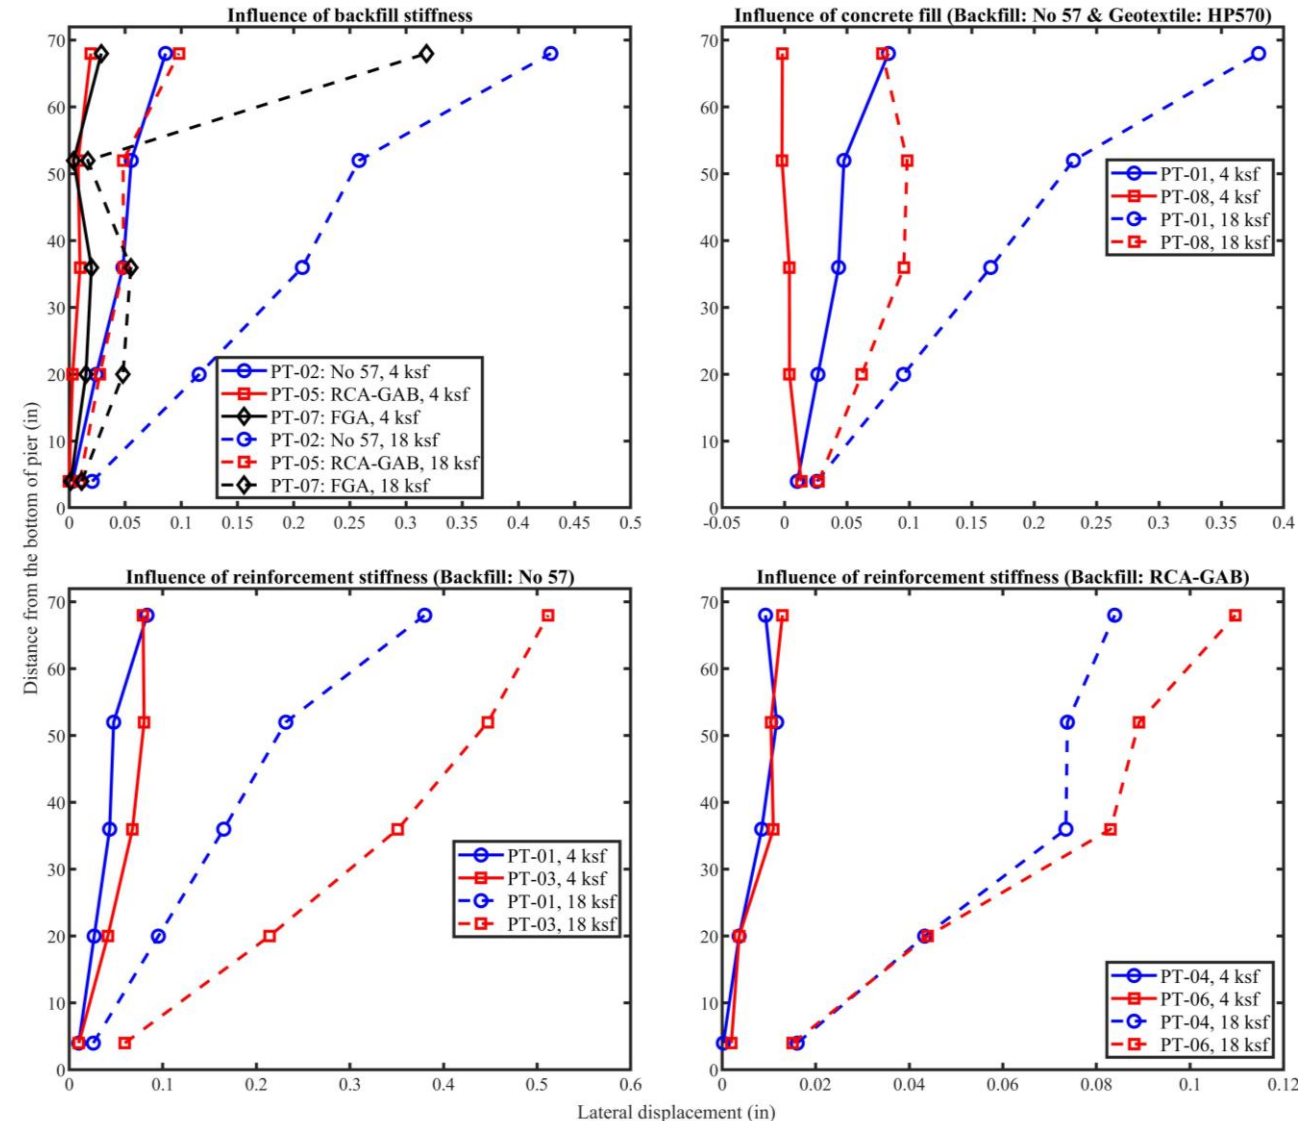 Influence of backfill stiffness
70
60
50
40
30
20
10
0
0
0.05
0.1
0.15
0.2
0.25
0.3
0.35
0.4
0.45
0.5
PT-02: No 57, 4 ksf
PT-05: RCA-GAB, 4 ksf
PT-07: FGA, 4 ksf
PT-02: No 57, 18 ksf
PT-05: RCA-GAB, 18 ksf
PT-07: FGA, 18 ksf
Influence of concrete fill (Backfill: No 57 & Geotextile: HP570)
70
60
50
40
30
20
10
0
-0.05
0
0.05
0.1
0.15
0.2
0.25
0.3
0.35
0.4
PT-01, 4 ksf
PT-08, 4 ksf
PT-01, 18 ksf
PT-08, 18 ksf
Distance from the bottom of pier (in)
Influence of reinforcement stiffness (Backfill: No 57)
70
60
50
40
30
20
10
0
0
0.1
0.2
0.3
0.4
0.5
0.6
PT-01, 4 ksf
PT-03, 4 ksf
PT-01, 18 ksf
PT-03, 18 ksf
Influence of reinforcement stiffness (Backfill: RCA-GAB)
70
60
50
40
30
20
10
0
0
0.02
0.04
0.06
0.08
0.1
0.12
PT-04, 4 ksf
PT-06, 4 ksf
PT-04, 18 ksf
PT-06, 18 ksf
Lateral displacement (in)